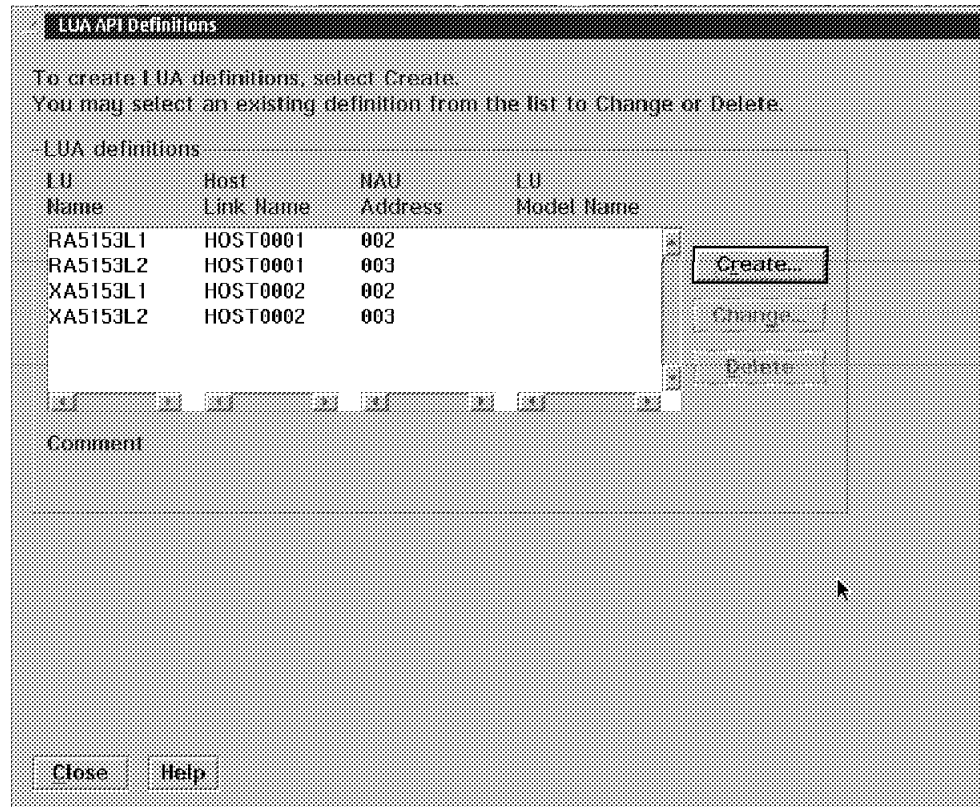 LUA API Definitions
To create LUA definitions, select Create.
You may select an existing definition from the list to Change or Delete.
LUA definitions
LU Host NAU LU
Name Link Name Address Model Name
RA5153L1 HOST0001 002
RA5153L2 HOST0001 003
XA5153L1 HOST0002 002
XA5153L2 HOST0002 003
Create...
Change...
Delete
Comment
Close Help